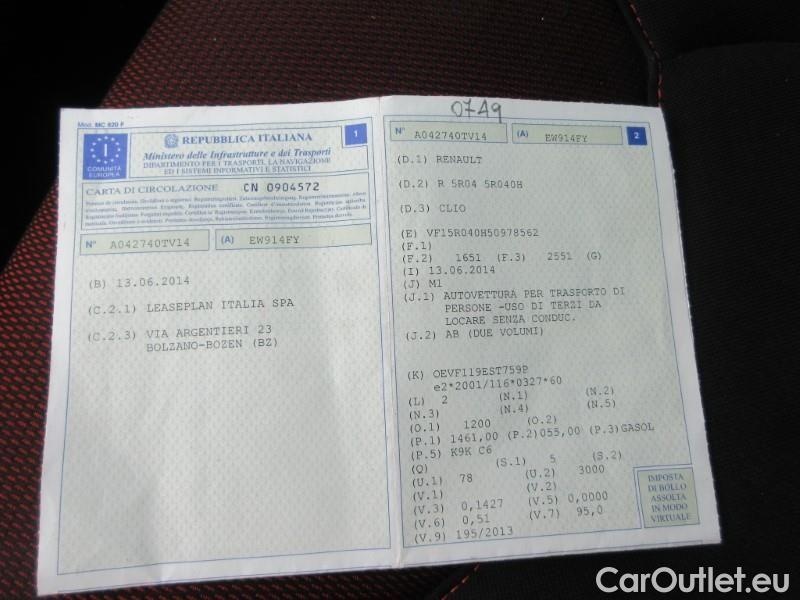 Mod. MC 820 F
I
COMUNITÀ
EUROPEA
REPUBBLICA ITALIANA
1
Ministero delle Infrastrutture e dei Trasporti
DIPARTIMENTO PER I TRASPORTI, LA NAVIGAZIONE
ED I SISTEMI INFORMATIVI E STATISTICI
CARTA DI CIRCOLAZIONE CN 0904572
N° A042740TV14 (A) EW914FY
(B) 13.06.2014
(C.2.1) LEASEPLAN ITALIA SPA
(C.2.3) VIA ARGENTIERI 23
BOLZANO-BOZEN (BZ)
0749
N° A042740TV14 (A) EW914FY 2
(D.1) RENAULT
(D.2) R 5R04 5R040H
(D.3) CLIO
(E) VF15R040H50978562
(F.1)
(F.2) 1651 (F.3) 2551 (G)
(I) 13.06.2014
(J) M1
(J.1) AUTOVETTURA PER TRASPORTO DI
PERSONE -USO DI TERZI DA
LOCARE SENZA CONDUC.
(J.2) AB (DUE VOLUMI)
(K) OEVF119EST759P
e2*2001/116*0327*60
(L) 2 (N.1) (N.2)
(N.3) (N.4) (N.5)
(O.1) 1200 (O.2)
(P.1) 1461,00 (P.2)055,00 (P.3)GASOL
(P.5) K9K C6
(Q) (S.1) 5 (S.2)
(U.1) 78 (U.2) 3000
(V.1) (V.2)
(V.3) 0,1427 (V.5) 0,0000
(V.6) 0,51 (V.7) 95,0
(V.9) 195/2013
IMPOSTA
DI BOLLO
ASSOLTA
IN MODO
VIRTUALE
CarOutlet.eu